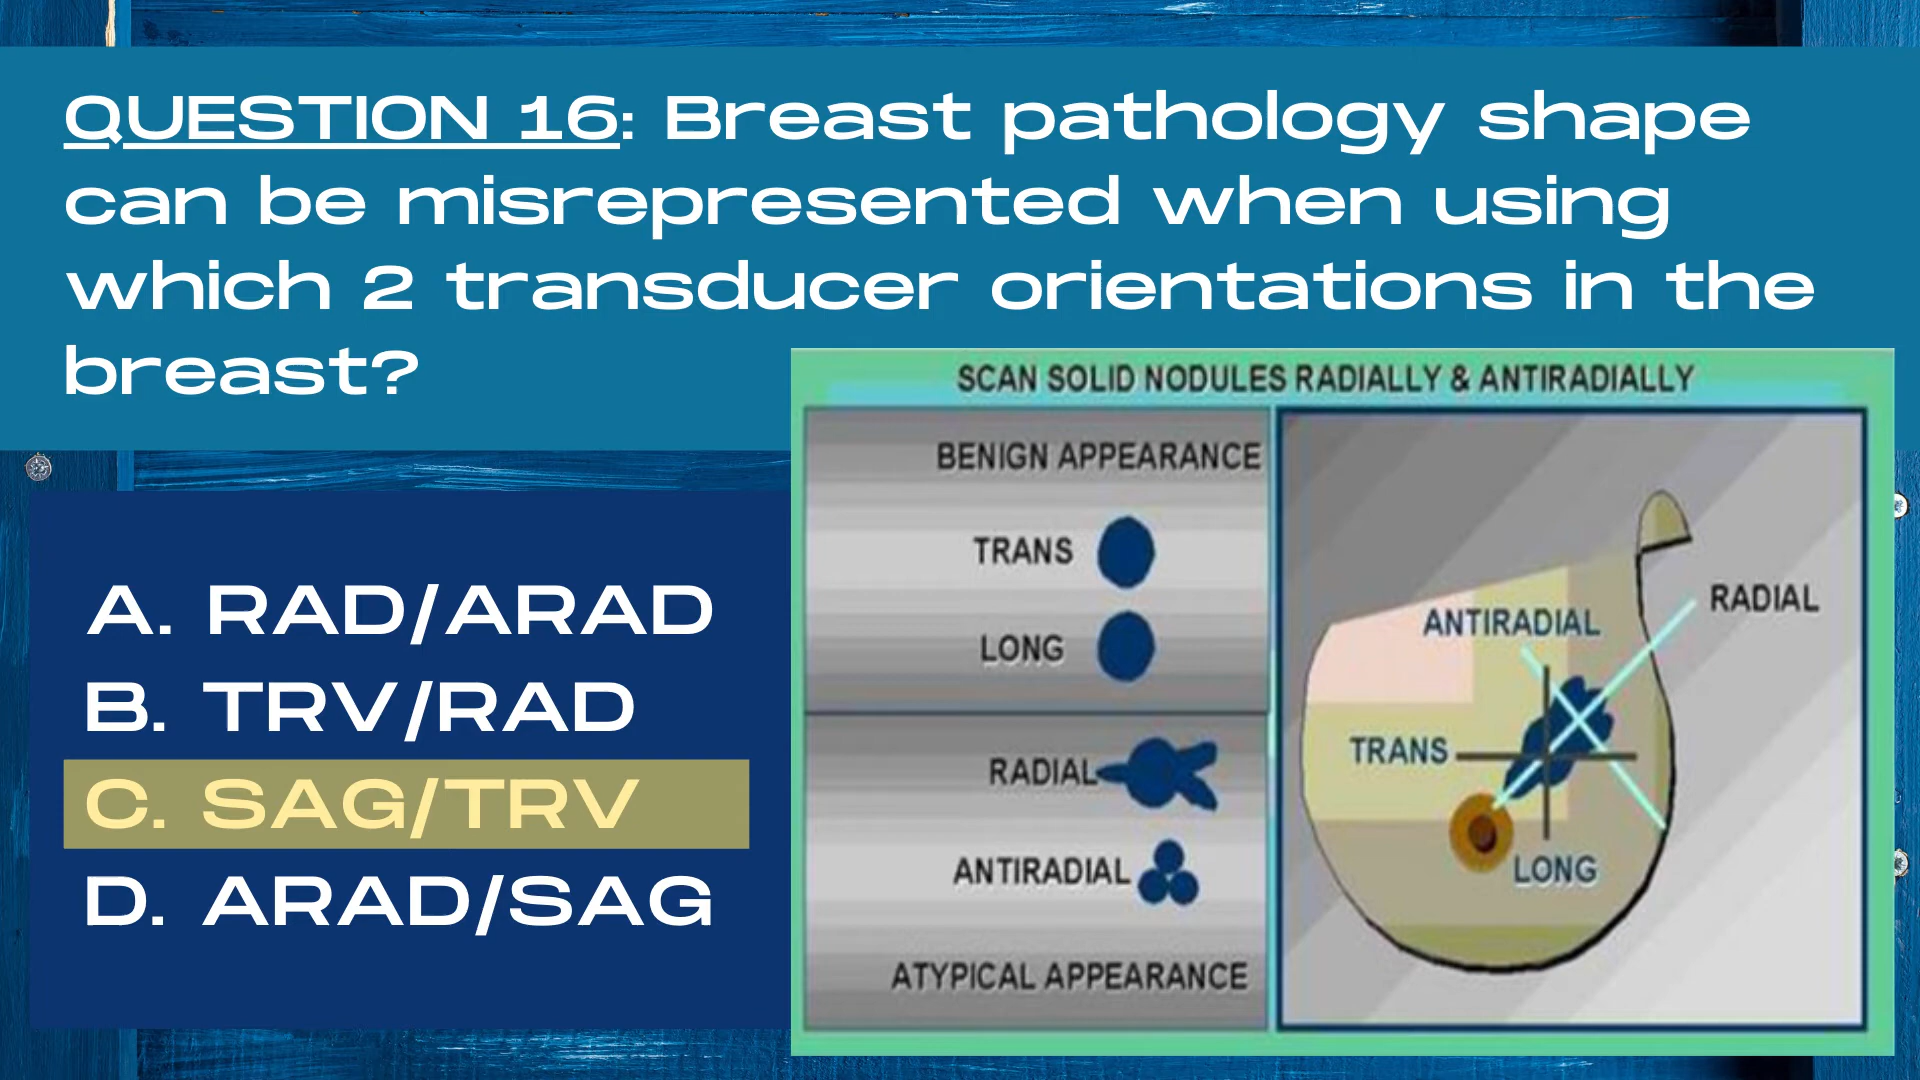 QUESTION 16: Breast pathology shape
can be misrepresented when using
which 2 transducer orientations in the
breast?
A. RAD/ARAD
B. TRV/RAD
C. SAG/TRV
D. ARAD/SAG
SCAN SOLID NODULES RADIALLY & ANTIRADIALLY
BENIGN APPEARANCE
TRANS
LONG
RADIAL
ANTIRADIAL
ATYPICAL APPEARANCE
RADIAL
ANTIRADIAL
TRANS
LONG